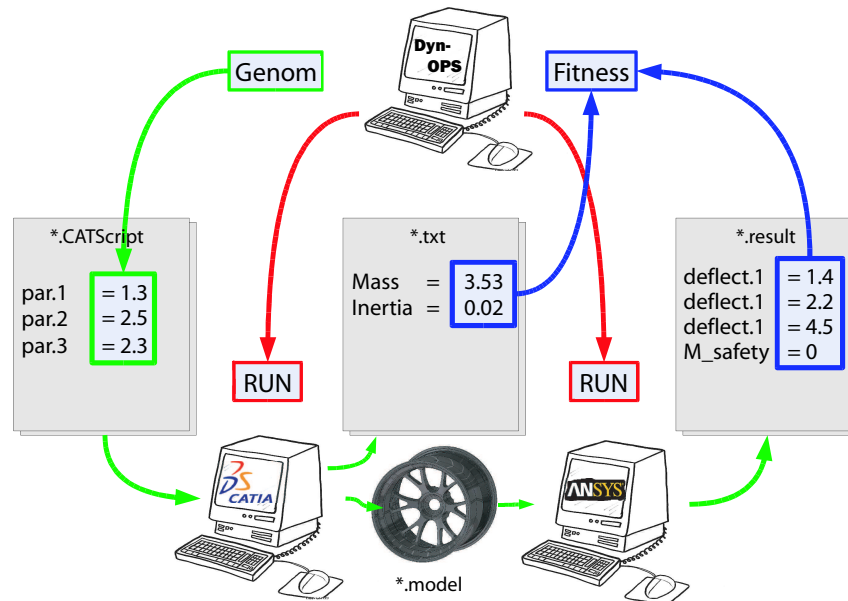 Genom
Dyn-
OPS
Fitness
*.CATScript
par.1 = 1.3
par.2 = 2.5
par.3 = 2.3
*.txt
Mass = 3.53
Inertia = 0.02
*.result
deflect.1 = 1.4
deflect.1 = 2.2
deflect.1 = 4.5
M_safety = 0
RUN
RUN
DS
CATIA
ANSYS
*.model